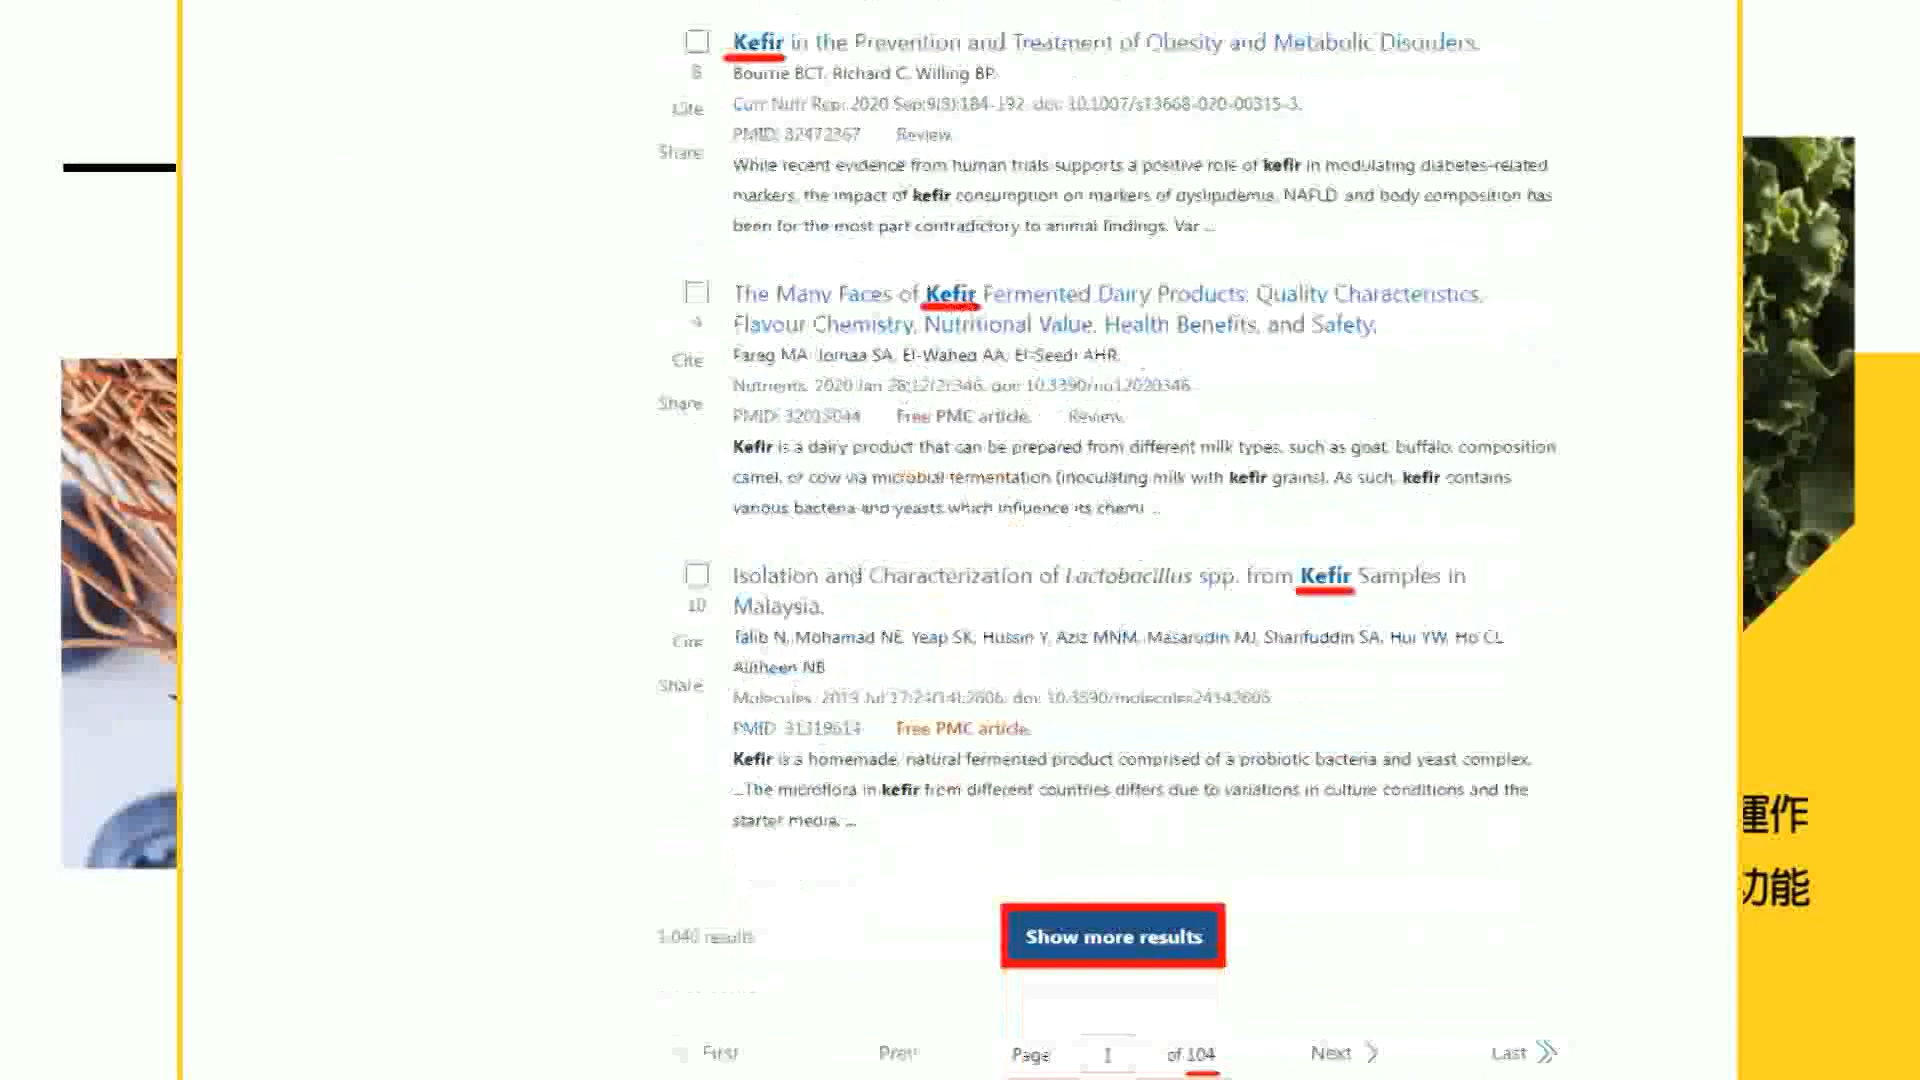 Kefir in the Prevention and Treatment of Obesity and Metabolic Disorders.
8
Bourrie BCT, Richard C, Willing BP.
Cite
Curr Nutr Rep. 2020 Sep;9(3):184-192. doi: 10.1007/s13668-020-00315-3.
PMID: 32472367 Review.
Share
While recent evidence from human trials supports a positive role of kefir in modulating diabetes-related
markers, the impact of kefir consumption on markers of dyslipidemia, NAFLD and body composition has
been for the most part contradictory to animal findings. Var ...
The Many Faces of Kefir Fermented Dairy Products: Quality Characteristics,
Flavour Chemistry, Nutritional Value, Health Benefits, and Safety.
Cite
Farag MA, Jomaa SA, El-Wahed AA, El-Seedi AHR.
Nutrients. 2020 Jan 28;12(2):346. doi: 10.3390/nu12020346.
Share
PMID: 32013044 Free PMC article. Review.
Kefir is a dairy product that can be prepared from different milk types, such as goat, buffalo, composition
camel, or cow via microbial fermentation (inoculating milk with kefir grains). As such, kefir contains
various bacteria and yeasts which influence its chemi ...
Isolation and Characterization of Lactobacillus spp. from Kefir Samples in
10
Malaysia.
Cite
Talib N, Mohamad NE, Yeap SK, Hussin Y, Aziz MNM, Masarudin MJ, Sharifuddin SA, Hui YW, Ho CL,
Alitheen NB.
Share
Molecules. 2019 Jul 17;24(14):2606. doi: 10.3390/molecules24142606.
PMID: 31319614 Free PMC article.
Kefir is a homemade, natural fermented product comprised of a probiotic bacteria and yeast complex.
...The microflora in kefir from different countries differs due to variations in culture conditions and the
starter media. ...
運作
功能
1,040 results
Show more results
First Prev Page 1 of 104 Next Last